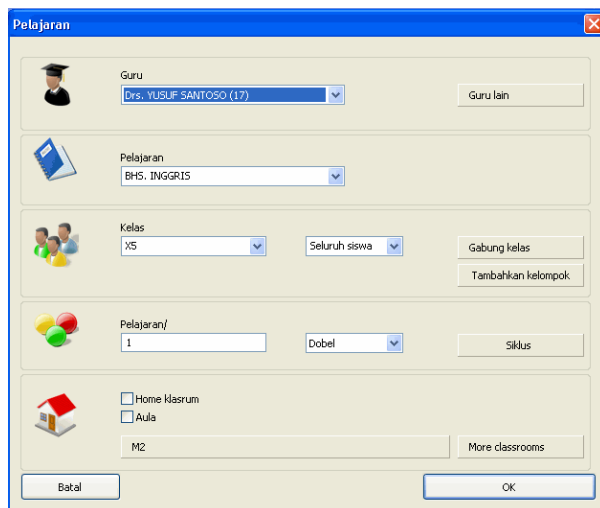 Pelajaran
Guru
Drs. YUSUF SANTOSO (17)
Guru lain
Pelajaran
BHS. INGGRIS
Kelas
X5
Seluruh siswa
Gabung kelas
Tambahkan kelompok
Pelajaran/
1
Dobel
Siklus
Home klasrum
Aula
M2
More classrooms
Batal
OK